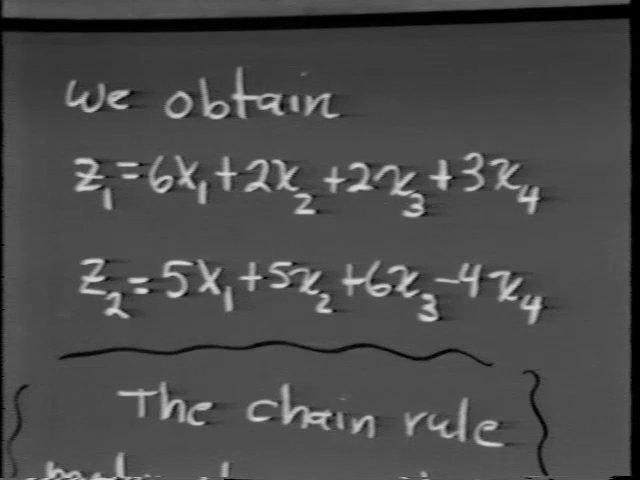 We obtain
z₁=6x₁+2x₂+2x₃+3x₄
z₂=5x₁+5x₂+6x₃-4x₄
The chain rule